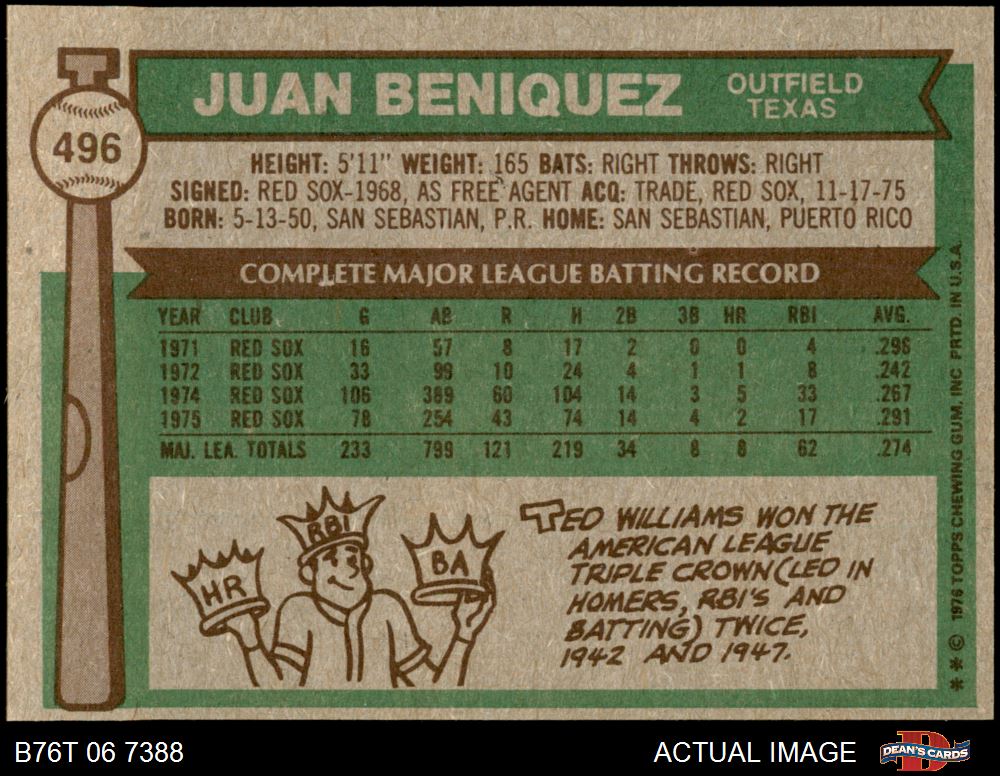 496
JUAN BENIQUEZ
OUTFIELD
TEXAS
HEIGHT: 5'11" WEIGHT: 165 BATS: RIGHT THROWS: RIGHT
SIGNED: RED SOX-1968, AS FREE AGENT ACQ: TRADE, RED SOX, 11-17-75
BORN: 5-13-50, SAN SEBASTIAN, P.R. HOME: SAN SEBASTIAN, PUERTO RICO
COMPLETE MAJOR LEAGUE BATTING RECORD
YEAR CLUB G AB R H 2B 3B HR RBI AVG.
1971 RED SOX 16 57 8 17 2 0 0 4 .298
1972 RED SOX 33 99 10 24 4 1 1 8 .242
1974 RED SOX 106 389 60 104 14 3 5 33 .267
1975 RED SOX 78 254 43 74 14 4 2 17 .291
MAJ. LEA. TOTALS 233 799 121 219 34 8 8 62 .274
HR
RBI
BA
TED WILLIAMS WON THE
AMERICAN LEAGUE
TRIPLE CROWN (LED IN
HOMERS, RBI'S AND
BATTING) TWICE,
1942 AND 1947.
* * © 1976 TOPPS CHEWING GUM, INC PRTD. IN U.S.A.
B76T 06 7388
ACTUAL IMAGE
D
DEAN'S CARDS